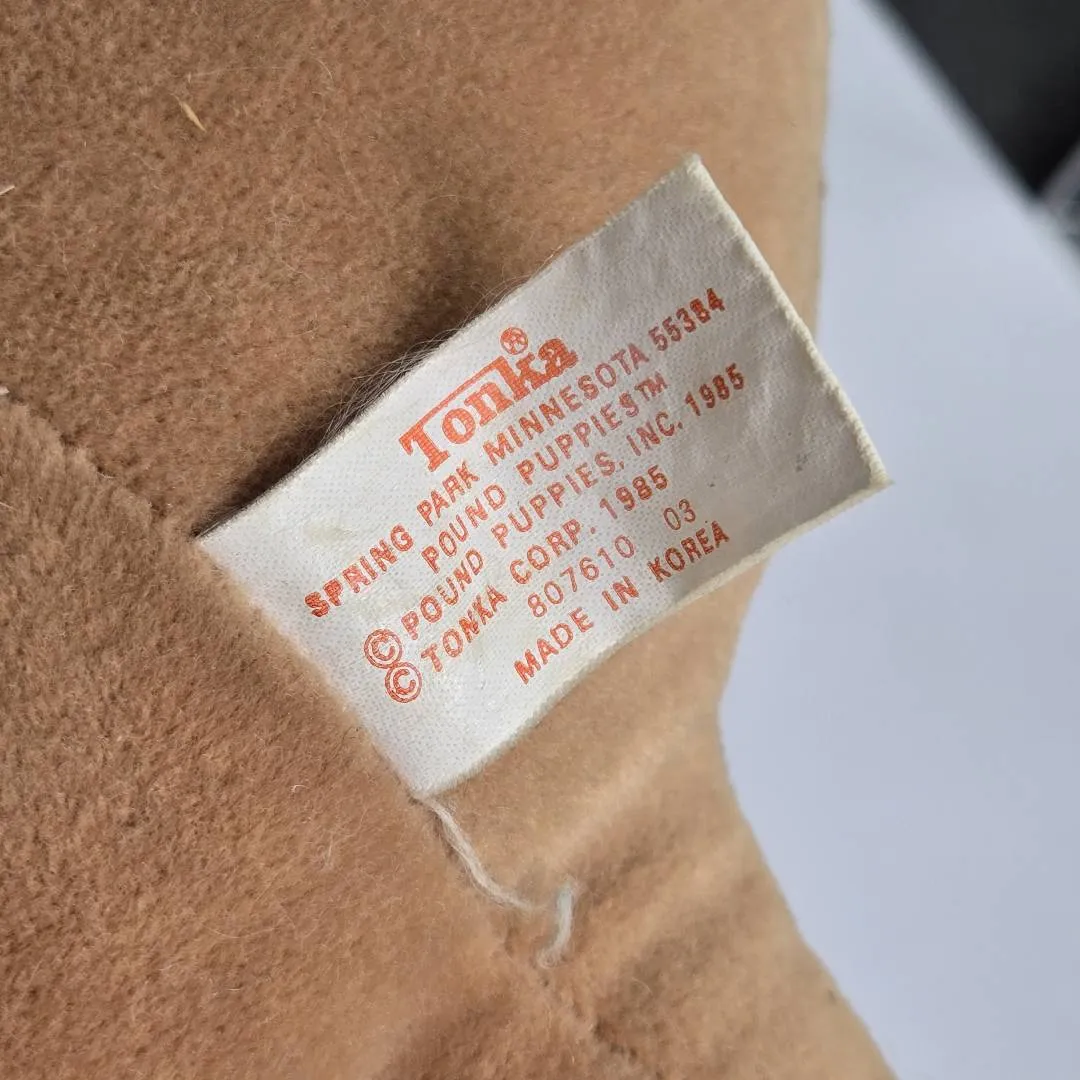 Tonka®
SPRING PARK MINNESOTA 55384
POUND PUPPIES™
© POUND PUPPIES, INC. 1985
© TONKA CORP. 1985
807610 03
MADE IN KOREA